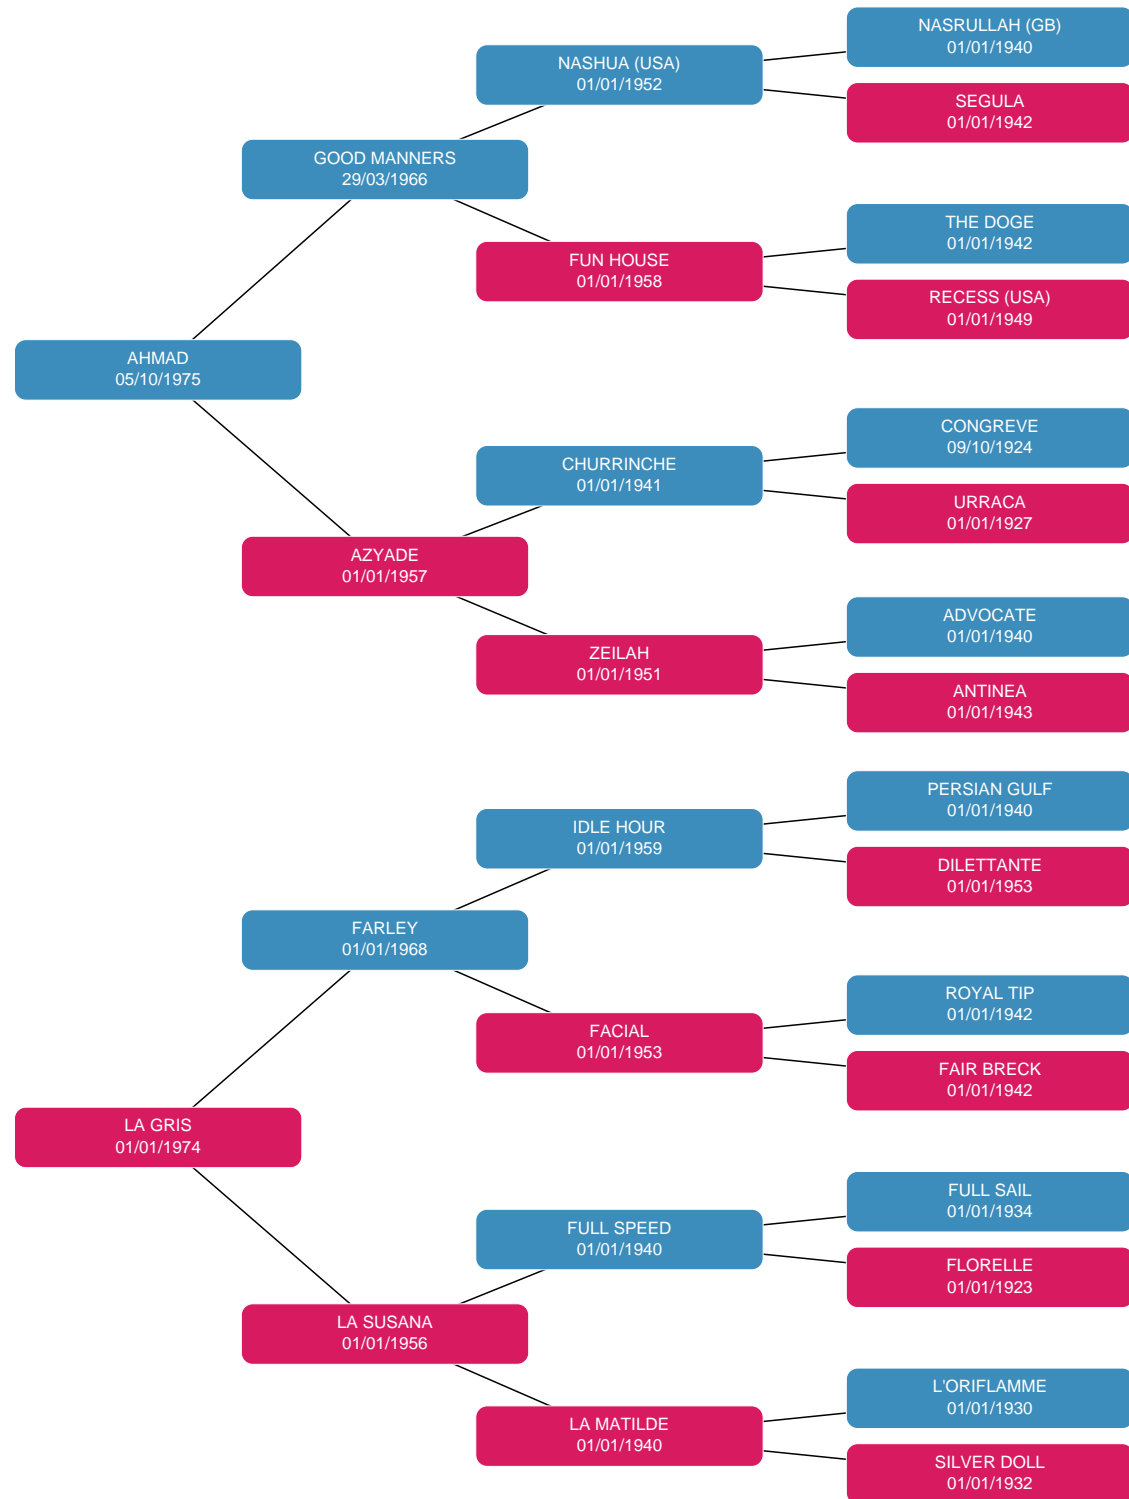 NASRULLAH (GB)
01/01/1940
NASHUA (USA)
01/01/1952
SEGULA
01/01/1942
GOOD MANNERS
29/03/1966
THE DOGE
01/01/1942
FUN HOUSE
01/01/1958
RECESS (USA)
01/01/1949
AHMAD
05/10/1975
CONGREVE
09/10/1924
CHURRINCHE
01/01/1941
URRACA
01/01/1927
AZYADE
01/01/1957
ADVOCATE
01/01/1940
ZEILAH
01/01/1951
ANTINEA
01/01/1943
PERSIAN GULF
01/01/1940
IDLE HOUR
01/01/1959
DILETTANTE
01/01/1953
FARLEY
01/01/1968
ROYAL TIP
01/01/1942
FACIAL
01/01/1953
FAIR BRECK
01/01/1942
LA GRIS
01/01/1974
FULL SAIL
01/01/1934
FULL SPEED
01/01/1940
FLORELLE
01/01/1923
LA SUSANA
01/01/1956
L'ORIFLAMME
01/01/1930
LA MATILDE
01/01/1940
SILVER DOLL
01/01/1932